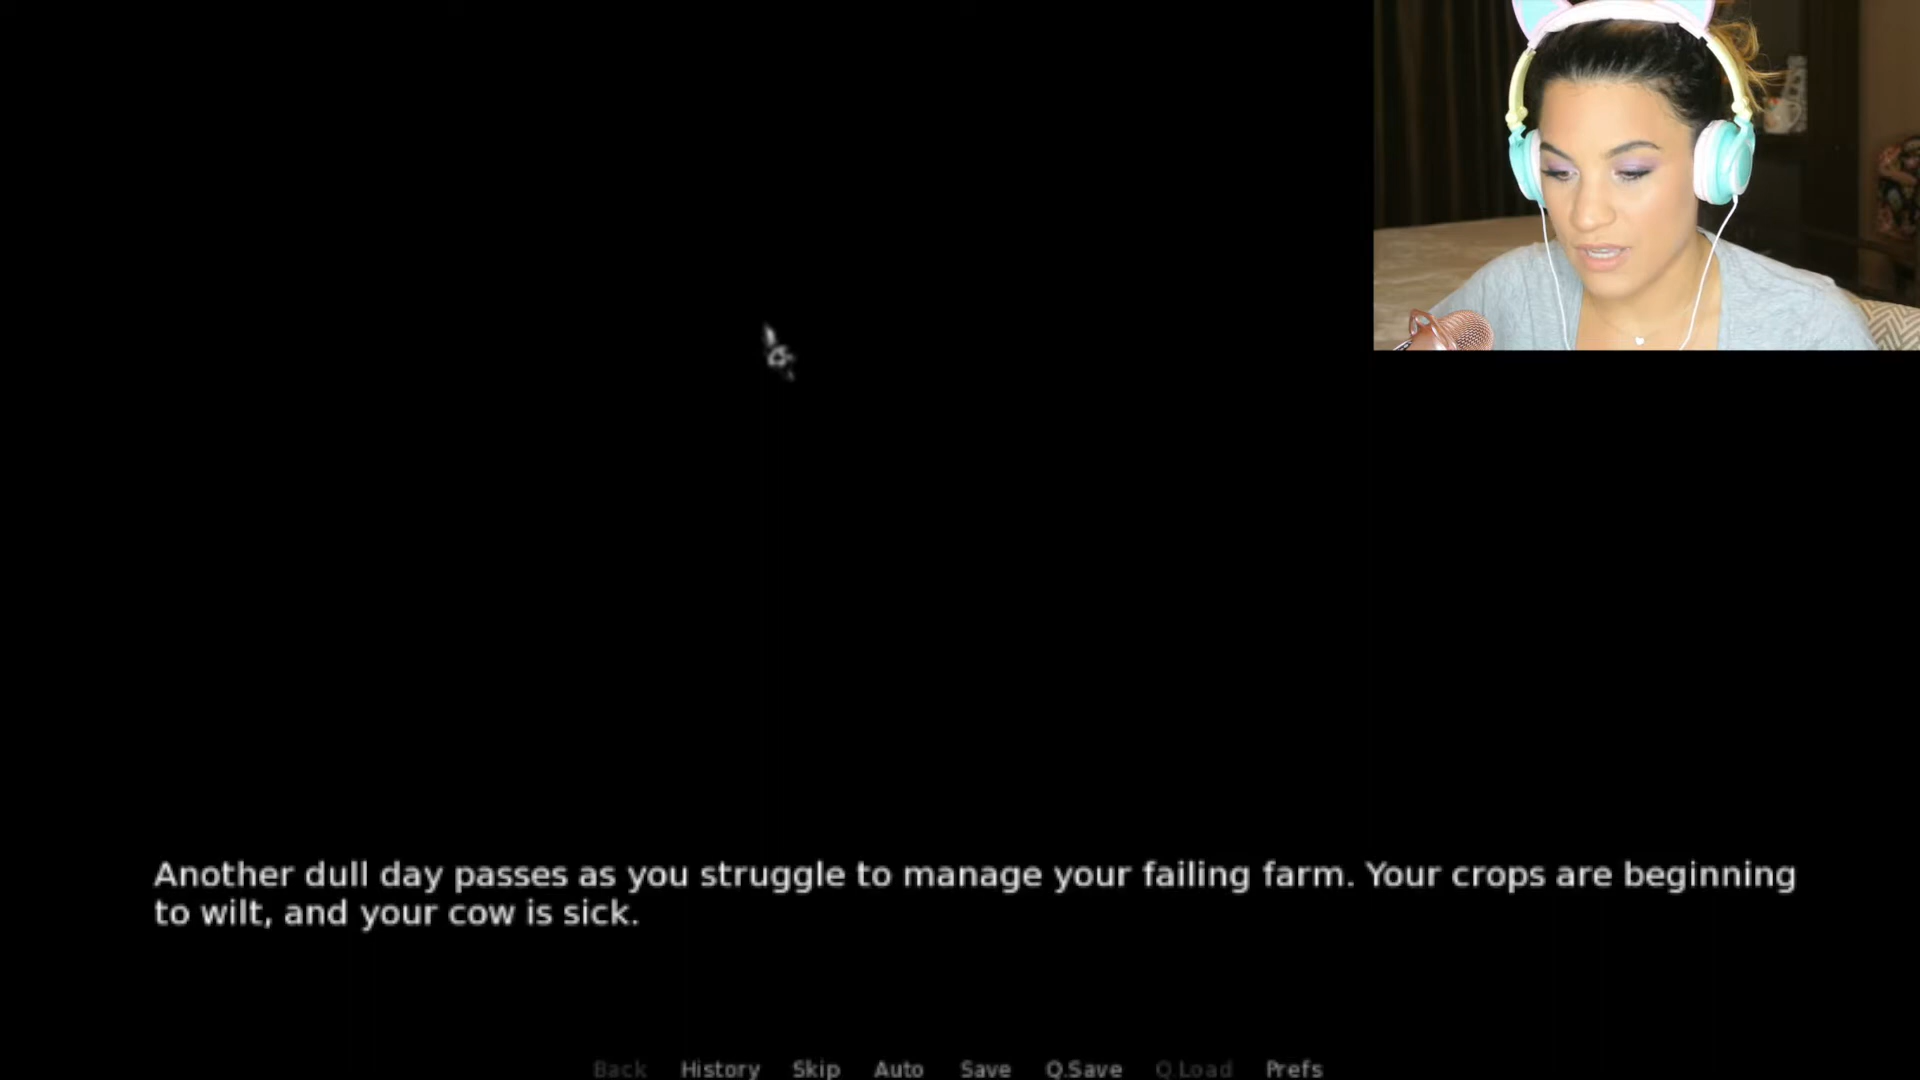 Another dull day passes as you struggle to manage your failing farm. Your crops are beginning
to wilt, and your cow is sick.
Back History Skip Auto Save Q.Save Q.Load Prefs